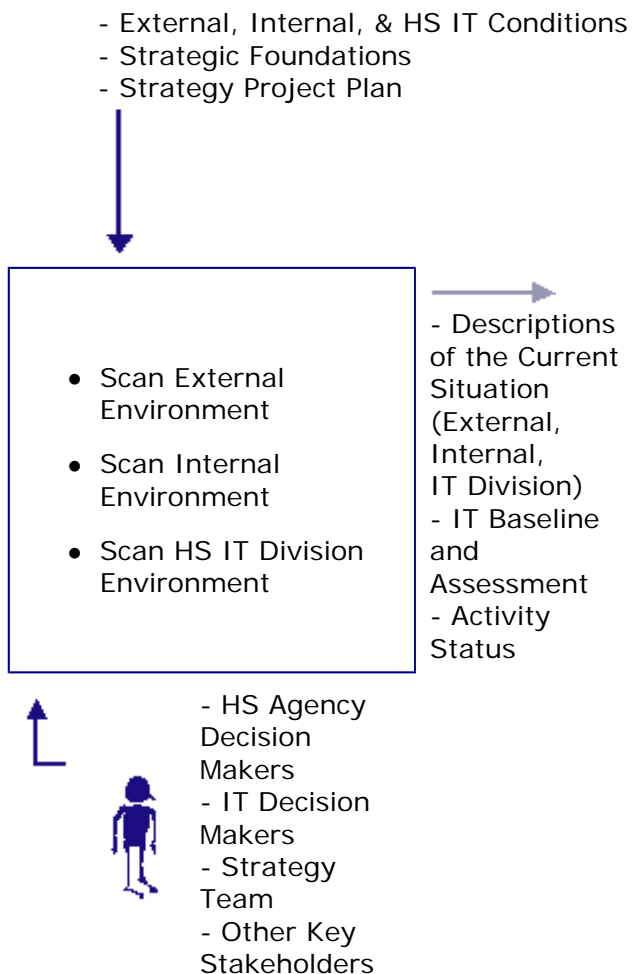 - External, Internal, & HS IT Conditions
- Strategic Foundations
- Strategy Project Plan
• Scan External
Environment
• Scan Internal
Environment
• Scan HS IT Division
Environment
- Descriptions
of the Current
Situation
(External,
Internal,
IT Division)
- IT Baseline
and
Assessment
- Activity
Status
- HS Agency
Decision
Makers
- IT Decision
Makers
- Strategy
Team
- Other Key
Stakeholders